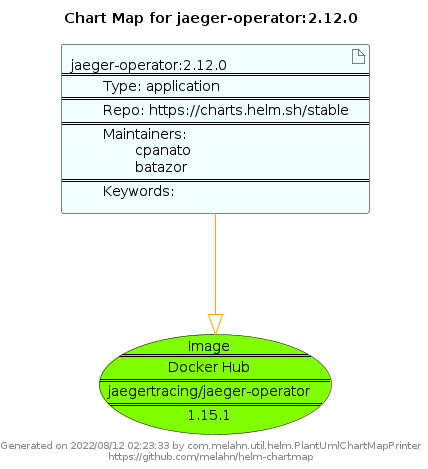 Chart Map for jaeger-operator:2.12.0
jaeger-operator:2.12.0
Type: application
Repo: https://charts.helm.sh/stable
Maintainers:
cpanato
batazor
Keywords:
Image
Docker Hub
jaegertracing/jaeger-operator
1.15.1
Generated on 2022/08/12 02:23:33 by com.melahn.util.helm.PlantUmlChartMapPrinter
https://github.com/melahn/helm-chartmap